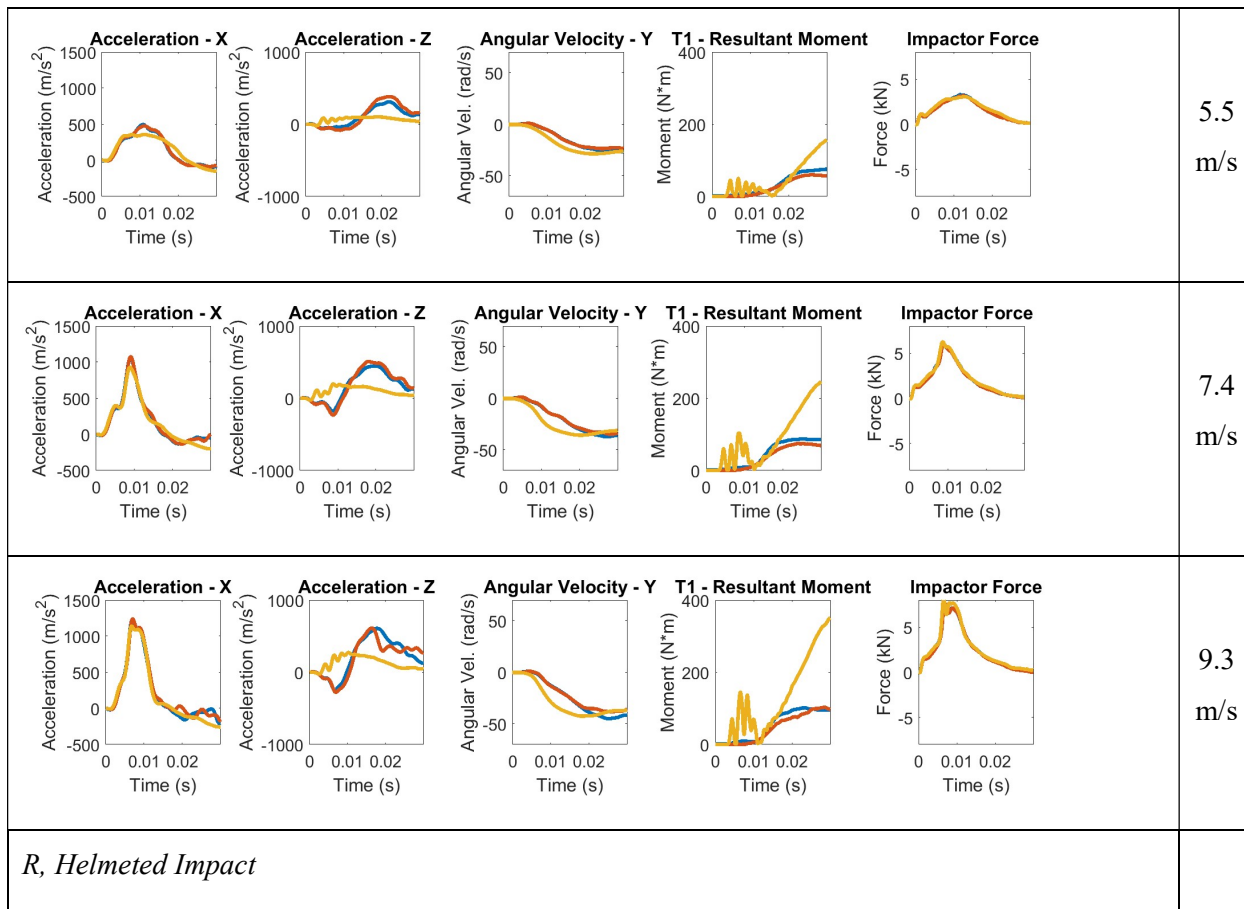 Acceleration - X Acceleration - Z Angular Velocity - Y T1 - Resultant Moment Impactor Force
Acceleration (m/s²) 1500 1000 500 0 -500 0 0.01 0.02 Time (s)
Acceleration (m/s²) 1000 0 -1000 0 0.01 0.02 Time (s)
Angular Vel. (rad/s) 50 0 -50 0 0.01 0.02 Time (s)
Moment (N*m) 400 200 0 0 0.01 0.02 Time (s)
Force (kN) 5 0 -5 0 0.01 0.02 Time (s)
5.5
m/s
Acceleration - X Acceleration - Z Angular Velocity - Y T1 - Resultant Moment Impactor Force
Acceleration (m/s²) 1500 1000 500 0 -500 0 0.01 0.02 Time (s)
Acceleration (m/s²) 1000 0 -1000 0 0.01 0.02 Time (s)
Angular Vel. (rad/s) 50 0 -50 0 0.01 0.02 Time (s)
Moment (N*m) 400 200 0 0 0.01 0.02 Time (s)
Force (kN) 5 0 -5 0 0.01 0.02 Time (s)
7.4
m/s
Acceleration - X Acceleration - Z Angular Velocity - Y T1 - Resultant Moment Impactor Force
Acceleration (m/s²) 1500 1000 500 0 -500 0 0.01 0.02 Time (s)
Acceleration (m/s²) 1000 0 -1000 0 0.01 0.02 Time (s)
Angular Vel. (rad/s) 50 0 -50 0 0.01 0.02 Time (s)
Moment (N*m) 400 200 0 0 0.01 0.02 Time (s)
Force (kN) 5 0 -5 0 0.01 0.02 Time (s)
9.3
m/s
R, Helmeted Impact